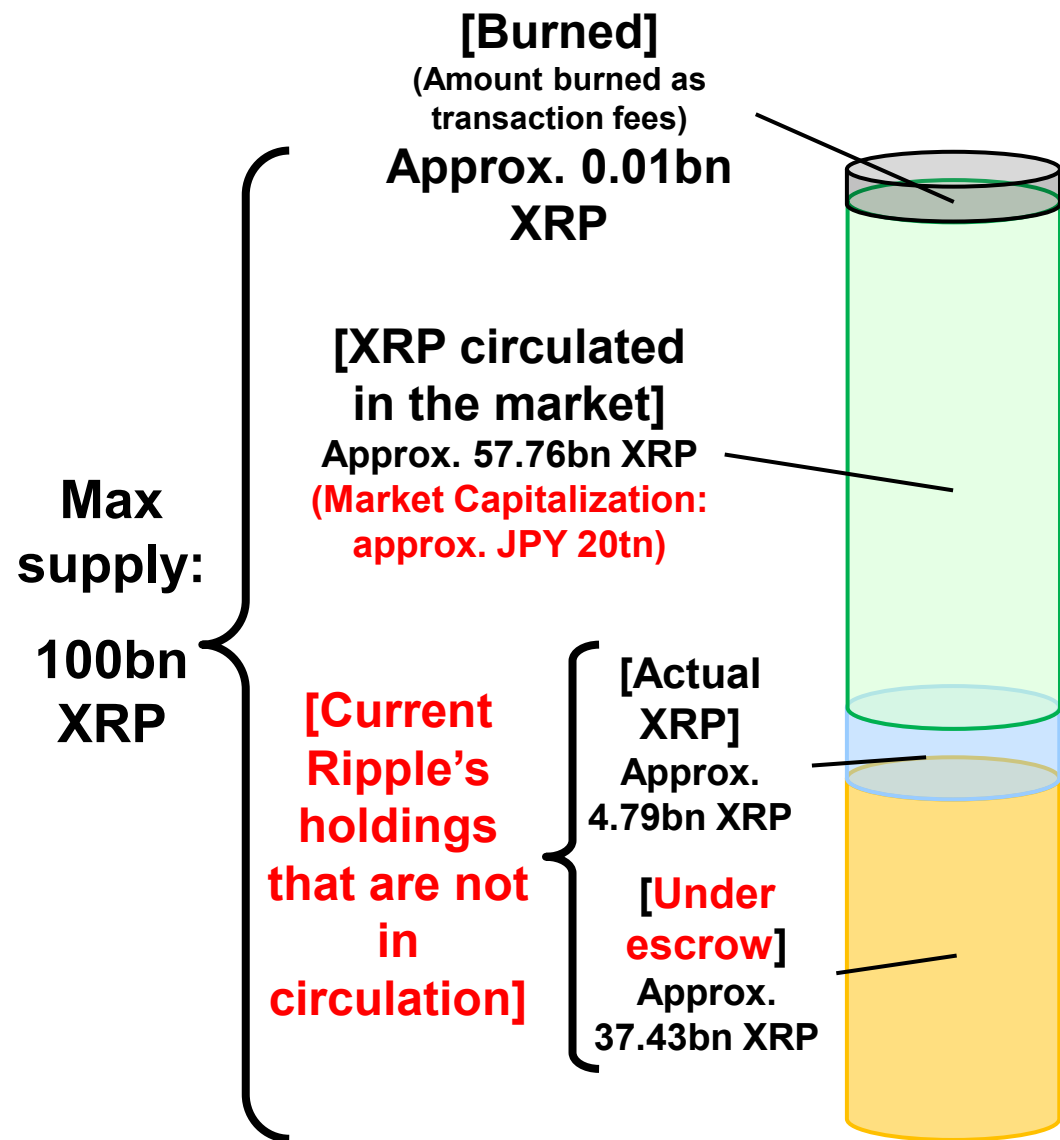 [Burned]
(Amount burned as
transaction fees)
Approx. 0.01bn
XRP
[XRP circulated
in the market]
Approx. 57.76bn XRP
(Market Capitalization:
approx. JPY 20tn)
Max
supply:
100bn
XRP
[Current
Ripple’s
holdings
that are not
in
circulation]
[Actual
XRP]
Approx.
4.79bn XRP
[Under
escrow]
Approx.
37.43bn XRP